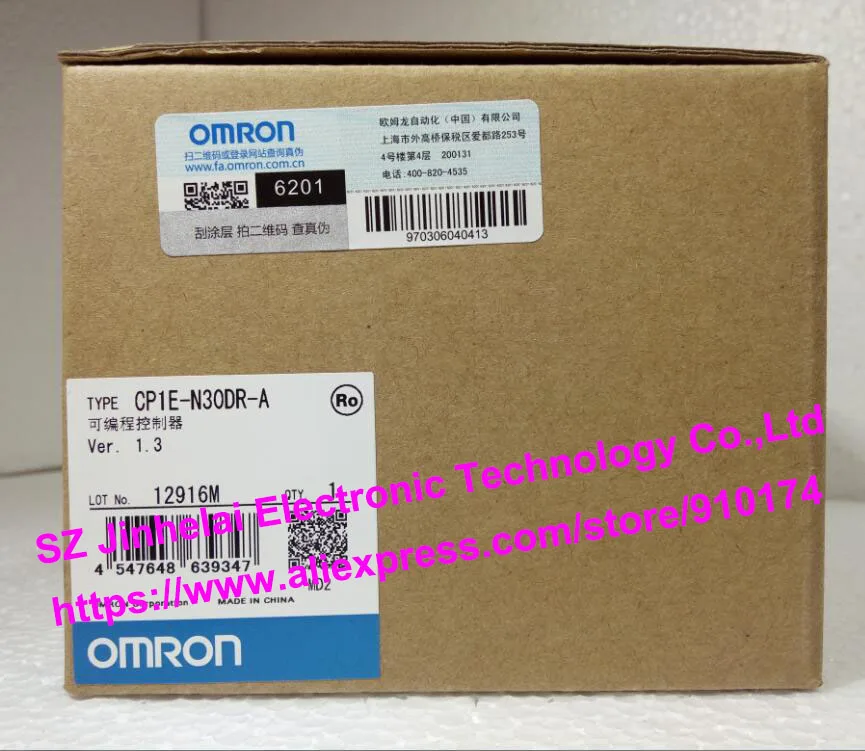 OMRON
扫二维码或登录网站查询真伪
www.fa.omron.com.cn
6201
刮涂层 拍二维码 查真伪
欧姆龙自动化（中国）有限公司
上海市外高桥保税区爱都路253号
4号楼第4层 200131
电话:400-820-4535
970306040413
TYPE CP1E-N30DR-A
Ro
可编程控制器
Ver. 1.3
LOT No. 12916M QTY 1
4 547648 639347
MD2
OMRON Corporation MADE IN CHINA
OMRON
SZ Jinhelai Electronic Technology Co.,Ltd
https://www.aliexpress.com/store/910174